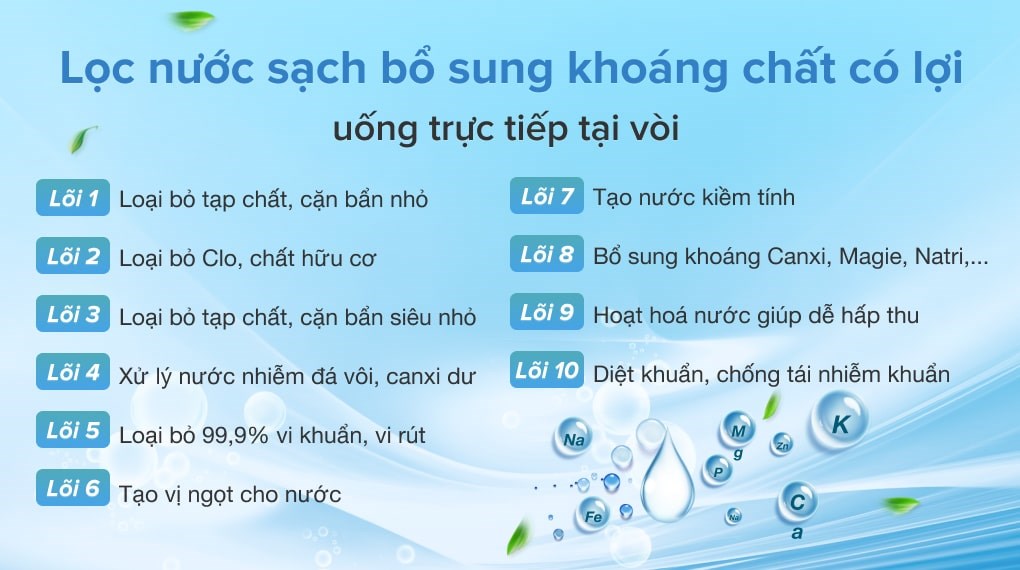 Lọc nước sạch bổ sung khoáng chất có lợi
uống trực tiếp tại vòi
Lõi 1 Loại bỏ tạp chất, cặn bẩn nhỏ
Lõi 2 Loại bỏ Clo, chất hữu cơ
Lõi 3 Loại bỏ tạp chất, cặn bẩn siêu nhỏ
Lõi 4 Xử lý nước nhiễm đá vôi, canxi dư
Lõi 5 Loại bỏ 99,9% vi khuẩn, vi rút
Lõi 6 Tạo vị ngọt cho nước
Lõi 7 Tạo nước kiềm tính
Lõi 8 Bổ sung khoáng Canxi, Magie, Natri,...
Lõi 9 Hoạt hoá nước giúp dễ hấp thu
Lõi 10 Diệt khuẩn, chống tái nhiễm khuẩn
Na
Fe
M
g
P
Zn
K
Na
C
a